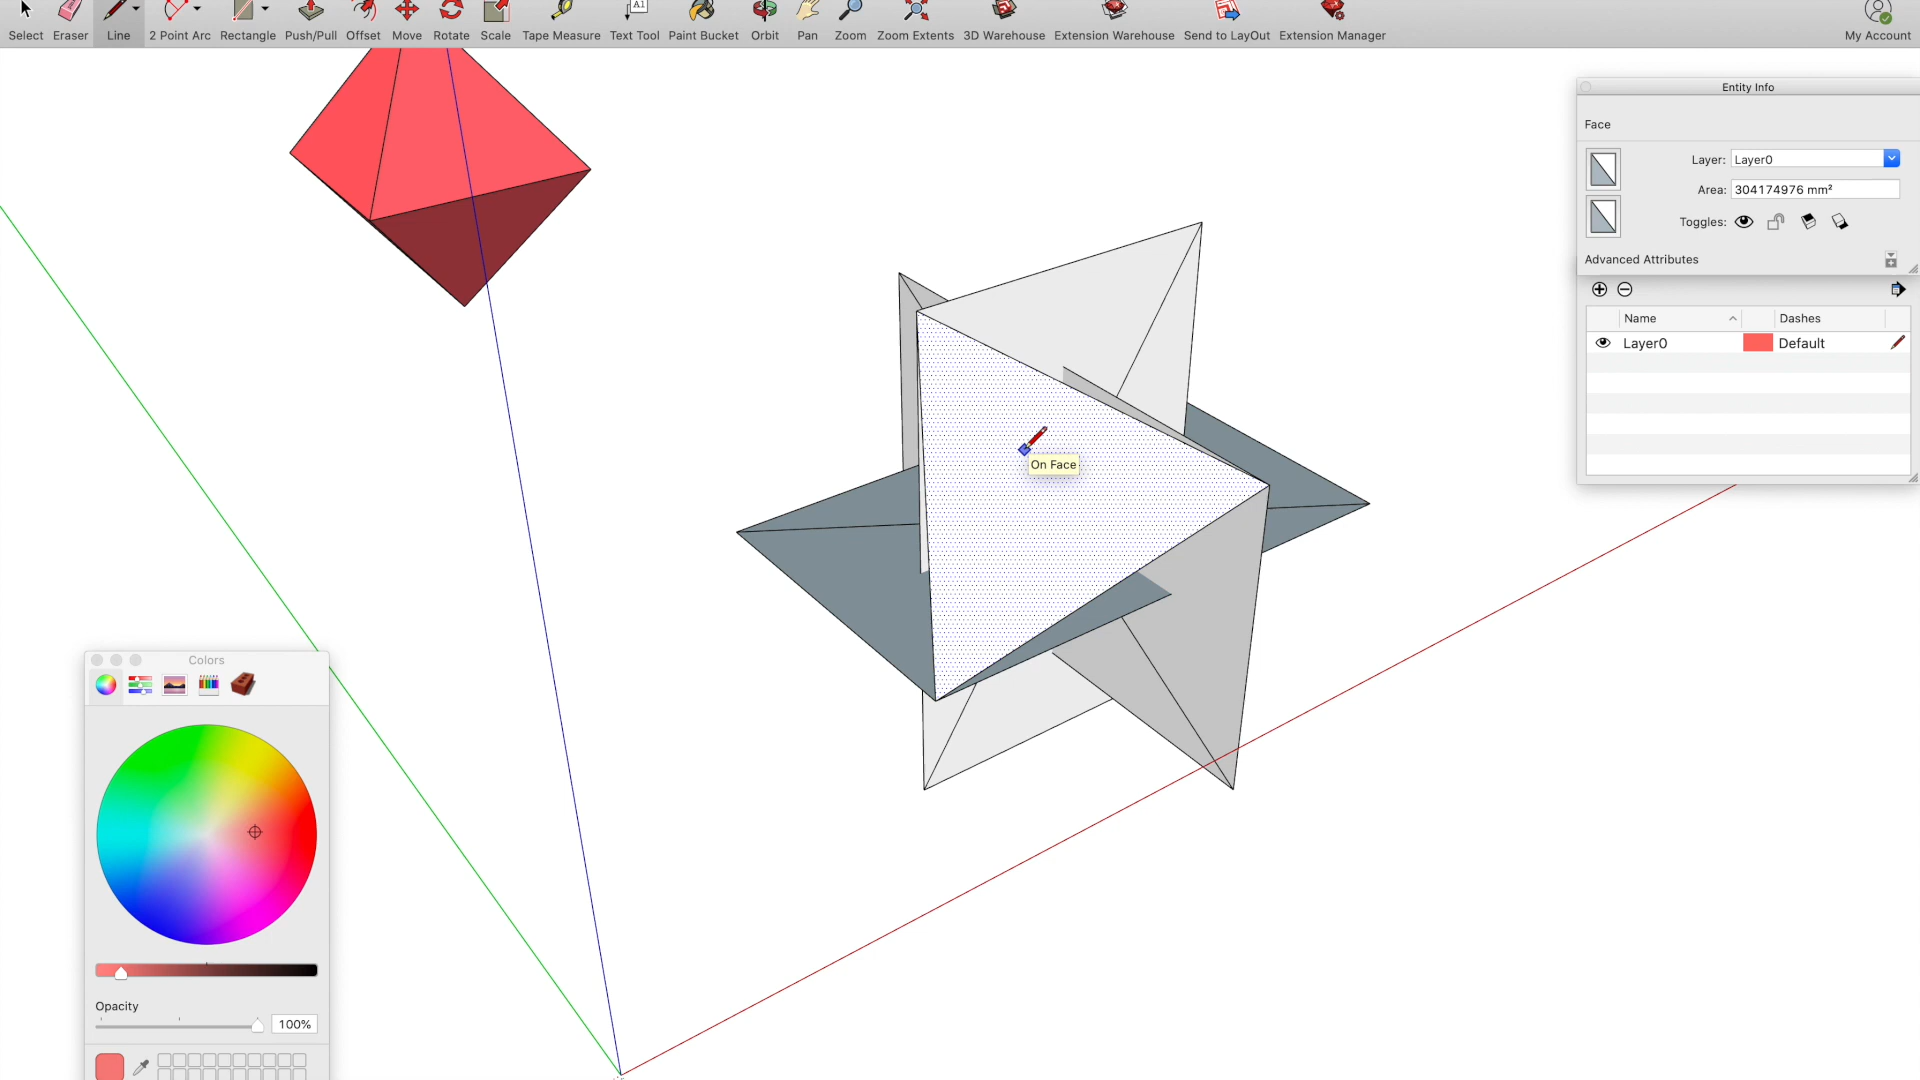 Select Eraser Line 2 Point Arc Rectangle Push/Pull Offset Move Rotate Scale Tape Measure Text Tool Paint Bucket Orbit Pan Zoom Zoom Extents 3D Warehouse Extension Warehouse Send to LayOut Extension Manager My Account
A1
Entity Info
Face
Layer: Layer0
Area: 304174976 mm²
Toggles:
Advanced Attributes
Name Dashes
Layer0 Default
On Face
Colors
Opacity
100%